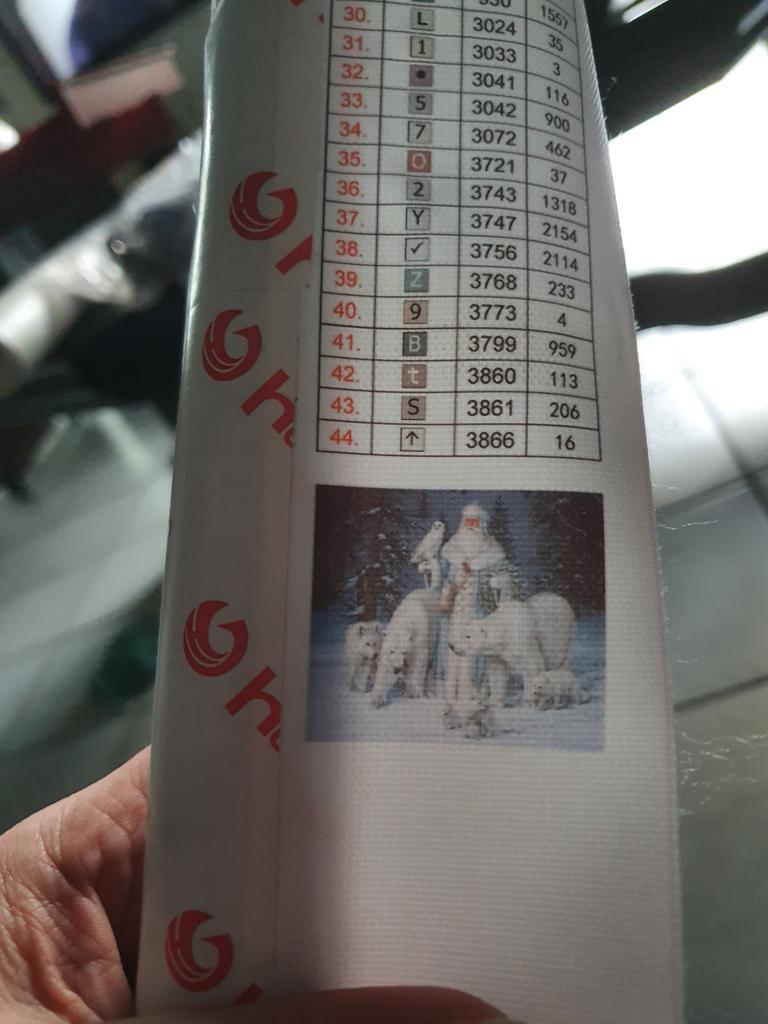 1557
30. L 3024 35
31. 1 3033 3
32. ● 3041 116
33. 5 3042 900
34. 7 3072 462
35. O 3721 37
36. 2 3743 1318
37. Y 3747 2154
38. ✓ 3756 2114
39. Z 3768 233
40. 9 3773 4
41. B 3799 959
42. t 3860 113
43. S 3861 206
44. ↑ 3866 16